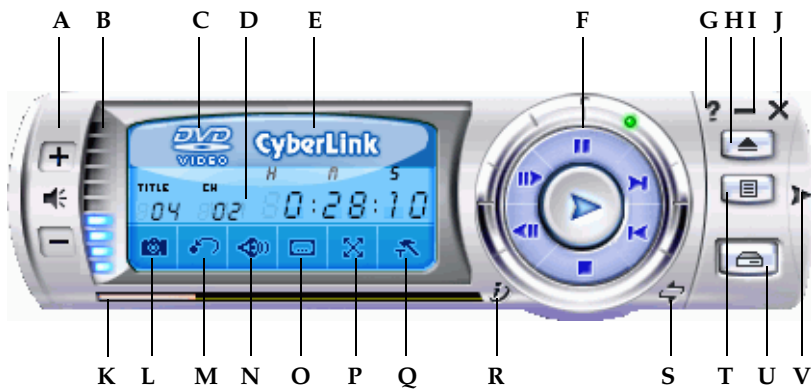 A B C D E F G H I J
?
DVD
VIDEO
CyberLink
H M S
TITLE CH
04 02 0:28:10
K L M N O P Q R S T U V